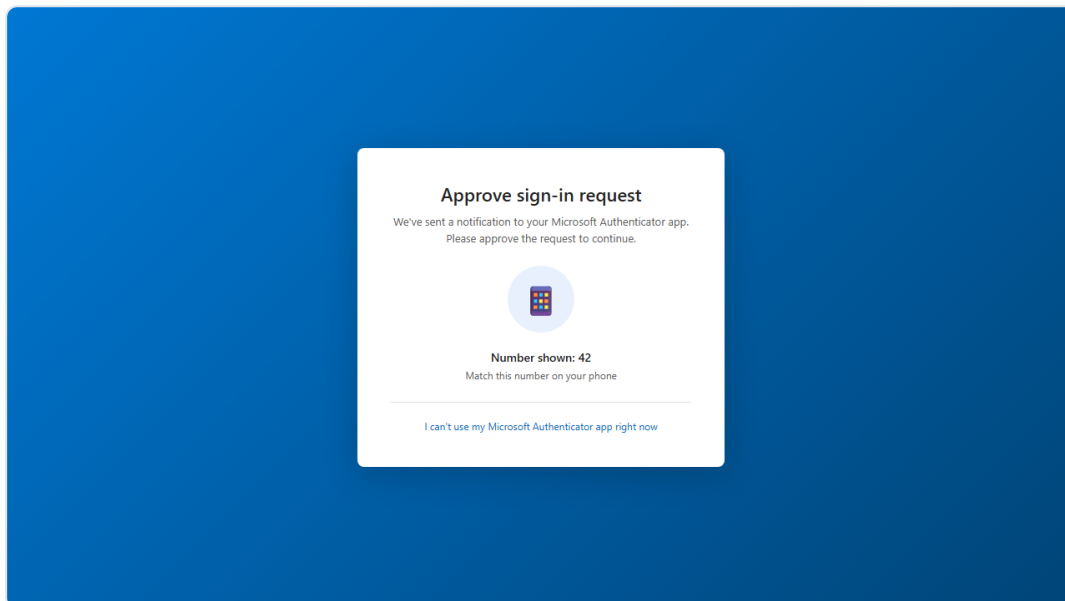 Approve sign-in request
We've sent a notification to your Microsoft Authenticator app.
Please approve the request to continue.
Number shown: 42
Match this number on your phone
I can't use my Microsoft Authenticator app right now